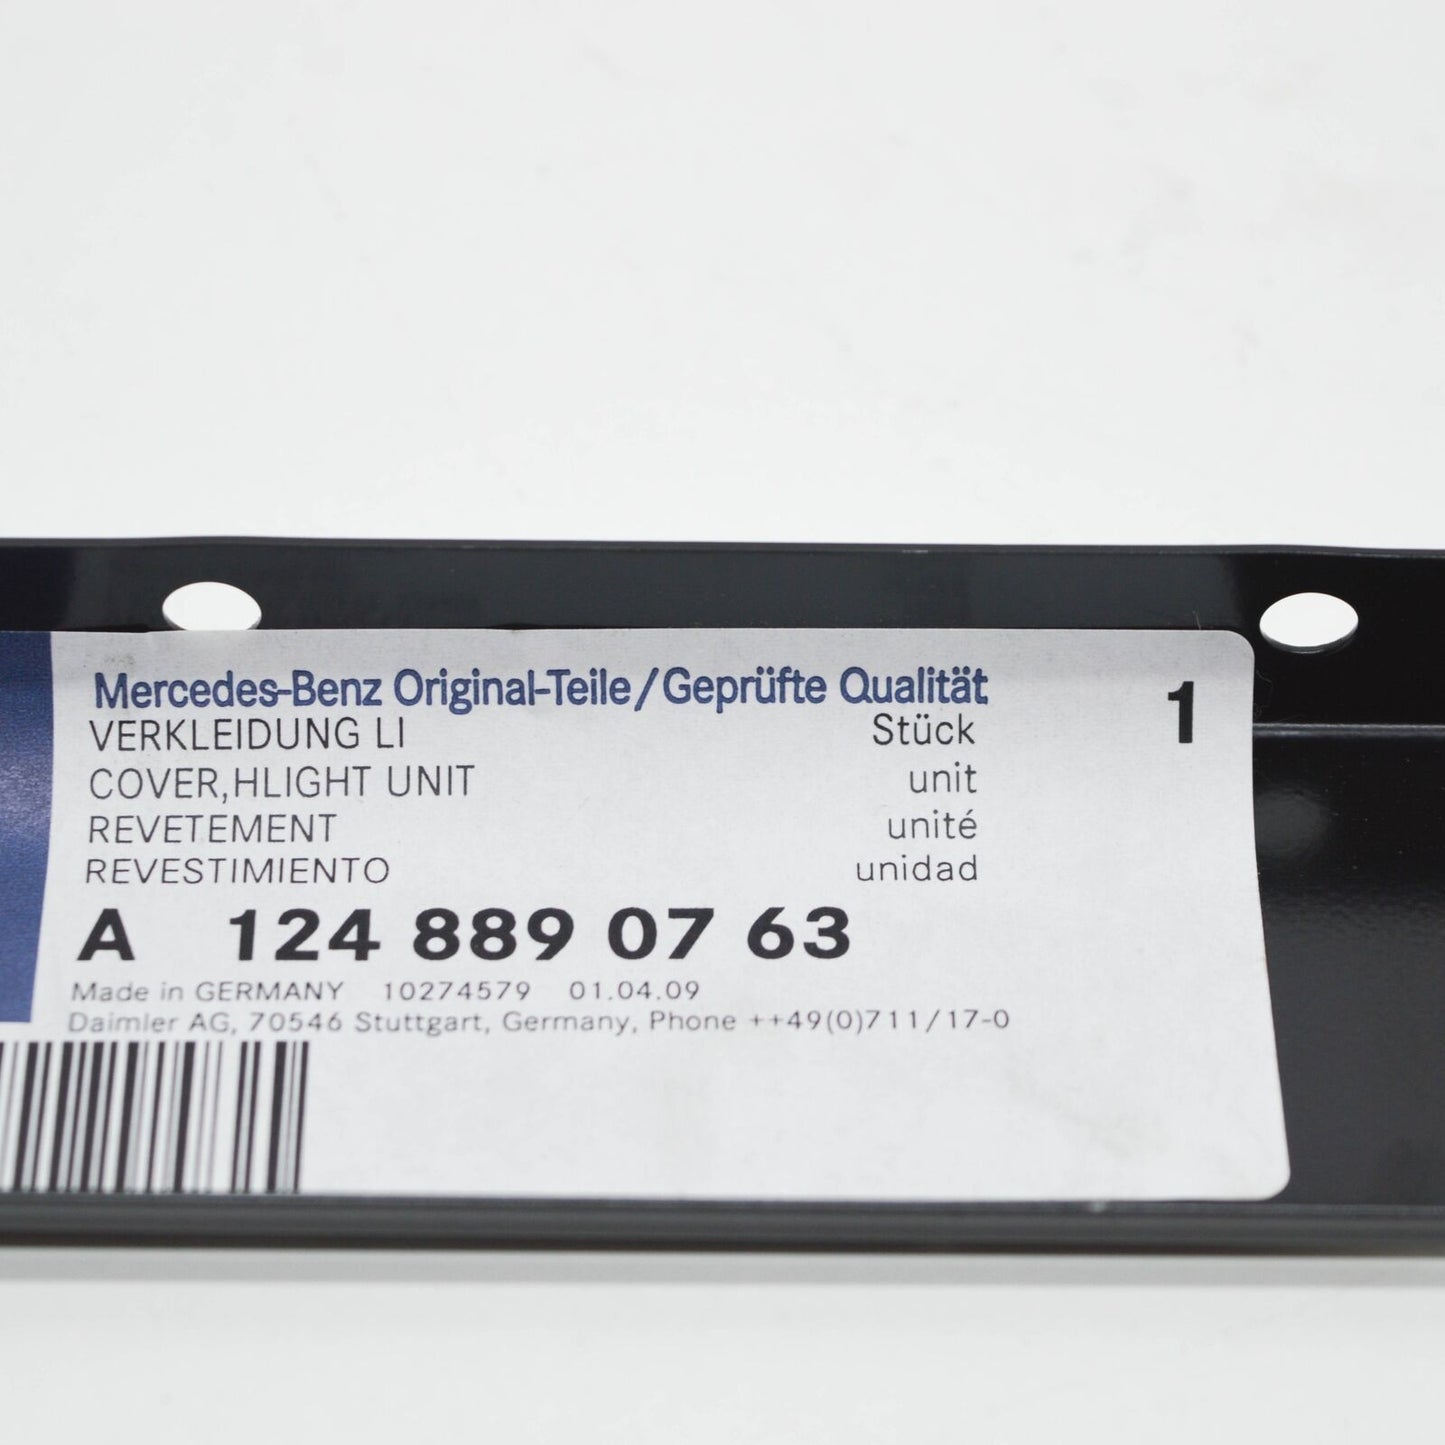 Mercedes-Benz Original-Teile/Geprüfte Qualität
VERKLEIDUNG LI Stück 1
COVER,HLIGHT UNIT unit
REVETEMENT unité
REVESTIMIENTO unidad
A 124 889 07 63
Made in GERMANY 10274579 01.04.09
Daimler AG, 70546 Stuttgart, Germany, Phone ++49(0)711/17-0